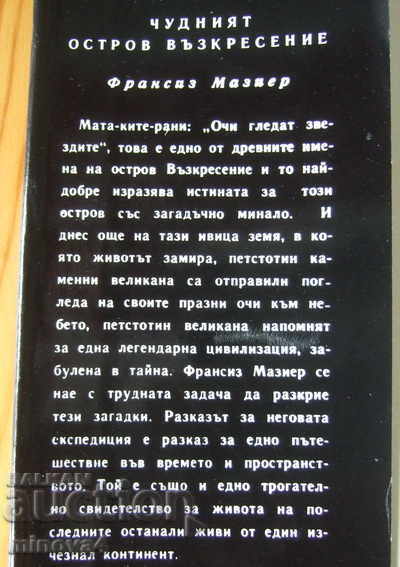 ЧУДНИЯТ
ОСТРОВ ВЪЗКРЕСЕНИЕ
Франсиз Мазиер
Мата-ките-рани: „Очи гледат зве-
здите“, това е едно от древните име-
на на остров Възкресение и то най-
добре изразява истината за този
остров със загадъчно минало. И
днес още на тази ивица земя, в ко-
ято животът замира, петстотин ка-
менни великана са отправили пог-
леда на своите празни очи към не-
бето, петстотин великана напомнят
за една легендарна цивилизация, за-
булена в тайна. Франсиз Мазиер се
нае с трудната задача да разкрие
тези загадки. Разказът за неговата
експедиция е разказ за едно пъте-
шествие във времето и пространст-
вото. Той е също и едно трогател-
но свидетелство за живота на по-
следните останали живи от един из-
чезнал континент.
BALKAN
auction
minova4